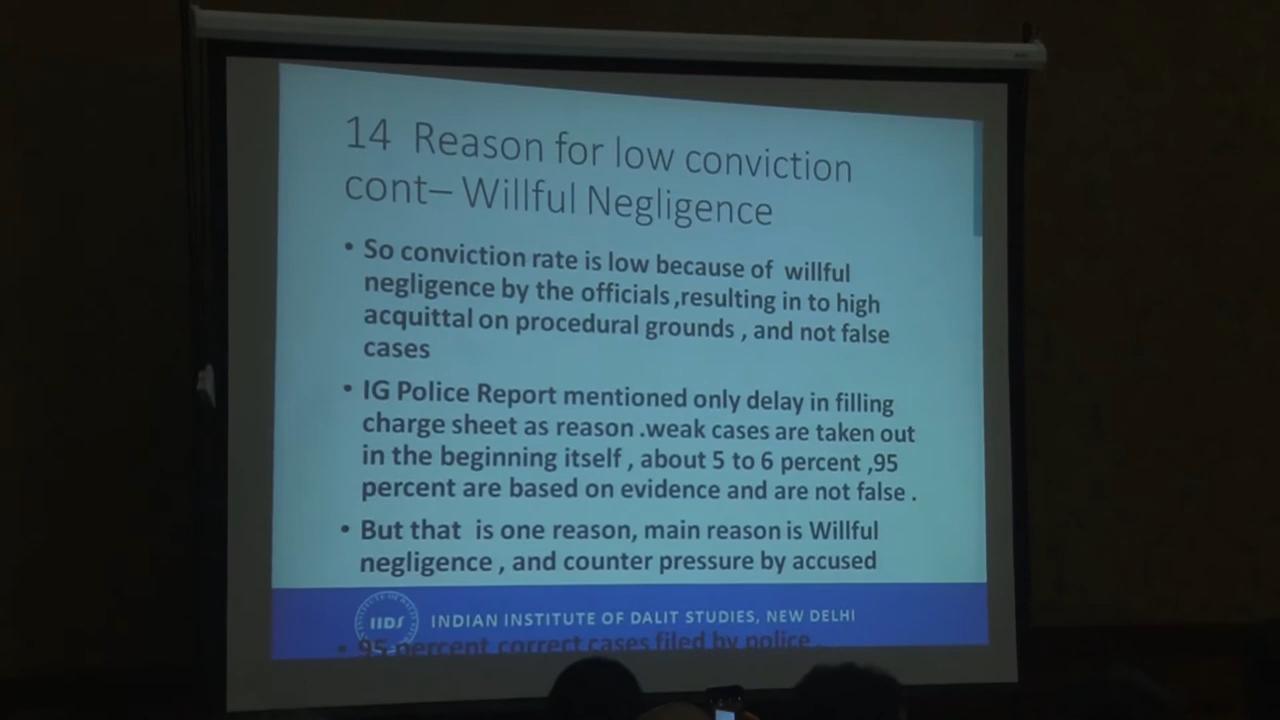 14 Reason for low conviction
cont– Willful Negligence
• So conviction rate is low because of willful
negligence by the officials ,resulting in to high
acquittal on procedural grounds , and not false
cases
• IG Police Report mentioned only delay in filling
charge sheet as reason .weak cases are taken out
in the beginning itself , about 5 to 6 percent ,95
percent are based on evidence and are not false .
• But that is one reason, main reason is Willful
negligence , and counter pressure by accused
IIDS
INDIAN INSTITUTE OF DALIT STUDIES, NEW DELHI
• 95 percent correct cases filed by police .